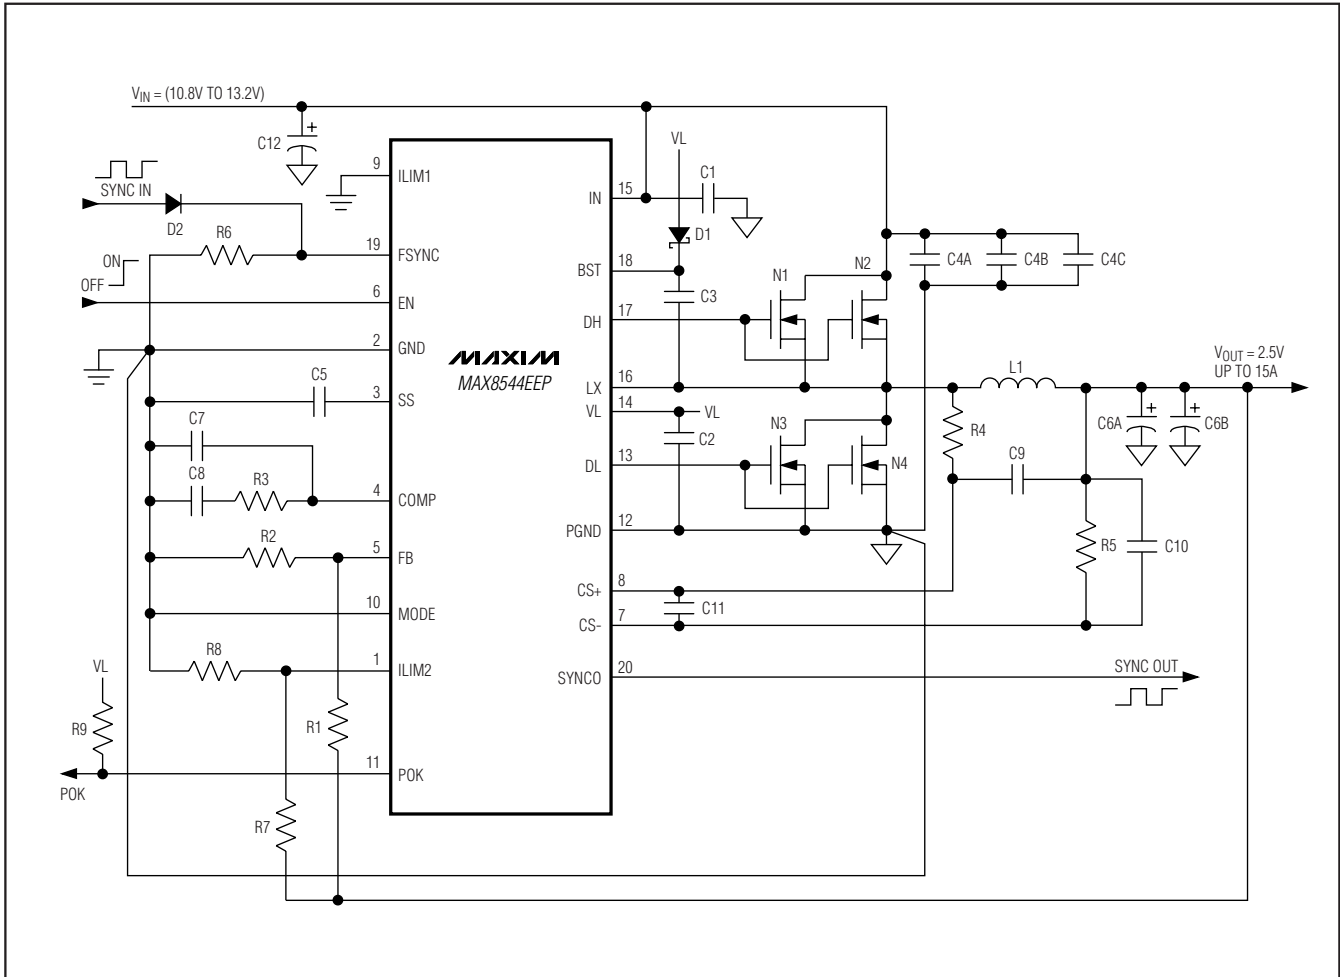 V_IN = (10.8V TO 13.2V)
C12
SYNC IN
D2
R6
ON
OFF
9 ILIM1
19 FSYNC
6 EN
2 GND
C5
3 SS
C7
C8
R3
4 COMP
R2
5 FB
10 MODE
R8
1 ILIM2
VL
R9
R1
11 POK
POK
R7
MAXIM
MAX8544EEP
VL
C1
IN 15
D1
BST 18
C3
N1
N2
C4A
C4B
C4C
DH 17
LX 16
L1
V_OUT = 2.5V
UP TO 15A
VL 14
VL
C2
N3
N4
R4
C9
C6A
C6B
DL 13
PGND 12
R5
C10
CS+ 8
C11
CS- 7
SYNCO 20
SYNC OUT